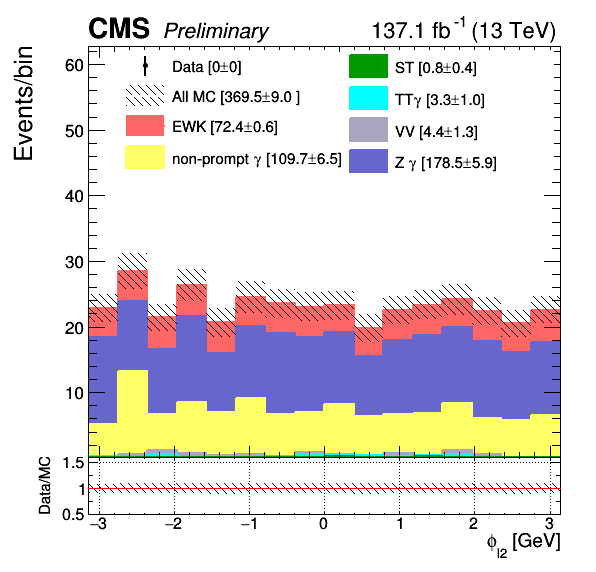 CMS Preliminary 137.1 fb⁻¹ (13 TeV)
Events/bin
60
50
40
30
20
10
Data [0±0]
All MC [369.5±9.0 ]
EWK [72.4±0.6]
non-prompt γ [109.7±6.5]
ST [0.8±0.4]
TTγ [3.3±1.0]
VV [4.4±1.3]
Z γ [178.5±5.9]
Data/MC
1.5
1
0.5
−3 −2 −1 0 1 2 3
ϕl2 [GeV]